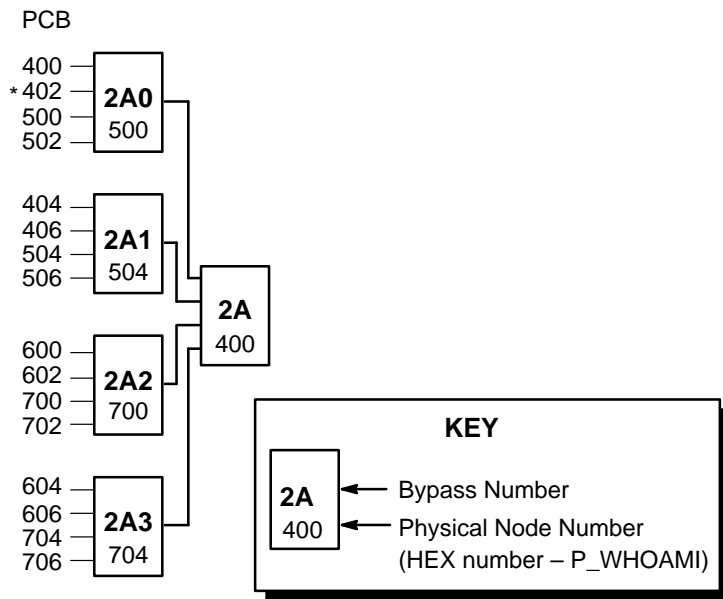 PCB
400
* 402
500
502
2A0
500
404
406
504
506
2A1
504
2A
400
600
602
700
702
2A2
700
604
606
704
706
2A3
704
KEY
2A
400
Bypass Number
Physical Node Number
(HEX number – P_WHOAMI)